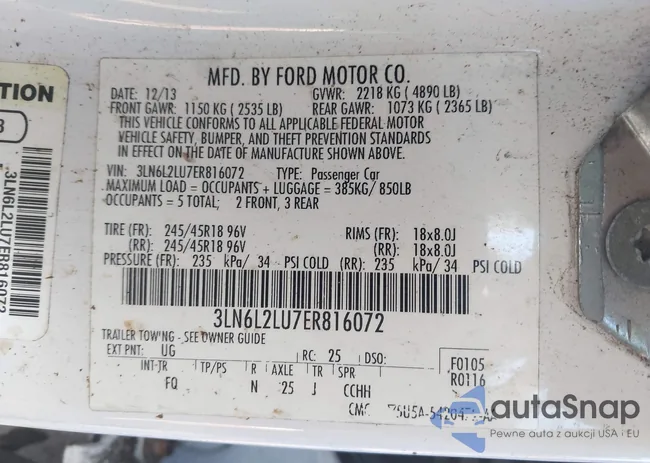 MFD. BY FORD MOTOR CO.
DATE: 12/13 GVWR: 2218 KG ( 4890 LB)
FRONT GAWR: 1150 KG ( 2535 LB) REAR GAWR: 1073 KG ( 2365 LB)
THIS VEHICLE CONFORMS TO ALL APPLICABLE FEDERAL MOTOR
VEHICLE SAFETY, BUMPER, AND THEFT PREVENTION STANDARDS
IN EFFECT ON THE DATE OF MANUFACTURE SHOWN ABOVE.
VIN: 3LN6L2LU7ER816072 TYPE: Passenger Car
MAXIMUM LOAD = OCCUPANTS + LUGGAGE = 385KG/ 850LB
OCCUPANTS = 5 TOTAL; 2 FRONT, 3 REAR
TIRE (FR): 245/45R18 96V RIMS (FR): 18x8.0J
(RR): 245/45R18 96V (RR): 18x8.0J
PRESSURE (FR): 235 kPa/ 34 PSI COLD (RR): 235 kPa/ 34 PSI COLD
3LN6L2LU7ER816072
TRAILER TOWING - SEE OWNER GUIDE
EXT PNT: UG RC: 25 DSO:
INT-TR TP/PS R AXLE TR SPR
FQ N 25 J CCHH
F0105
R0116
TION
3
3LN6L2LU7ER816072
autaSnap
Pewne auta z aukcji USA i EU